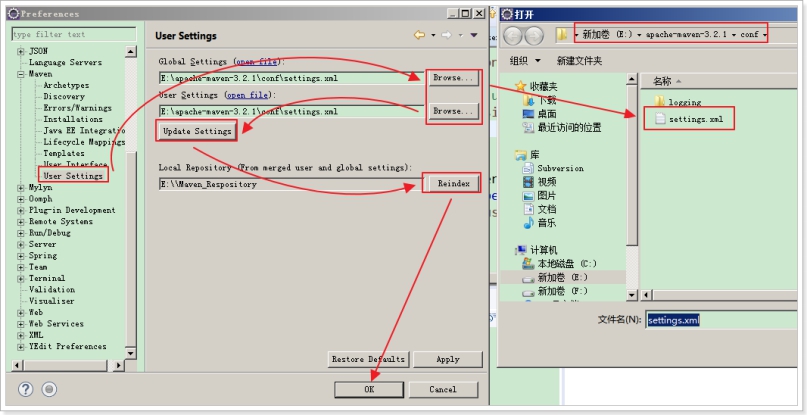 Preferences
type filter text
JSON
Language Servers
Maven
Archetypes
Discovery
Errors/Warnings
Installations
Java EE Integratio
Lifecycle Mappings
Templates
User Interface
User Settings
Mylyn
Oomph
Plug-in Development
Remote Systems
Run/Debug
Server
Spring
Team
Terminal
Validation
Visualiser
Web
Web Services
XML
YEdit Preferences
User Settings
Global Settings (open file):
E:\apache-maven-3.2.1\conf\settings.xml
Browse...
User Settings (open file):
E:\apache-maven-3.2.1\conf\settings.xml
Browse...
Update Settings
Local Repository (From merged user and global settings):
E:\\Maven_Respository
Reindex
Restore Defaults
Apply
OK
Cancel
打开
新加卷 (E:) apache-maven-3.2.1 conf
组织 新建文件夹
收藏夹
下载
桌面
最近访问的位置
库
Subversion
视频
图片
文档
音乐
计算机
本地磁盘 (C:)
新加卷 (E:)
新加卷 (F:)
名称
logging
settings.xml
文件名(N):
settings.xml